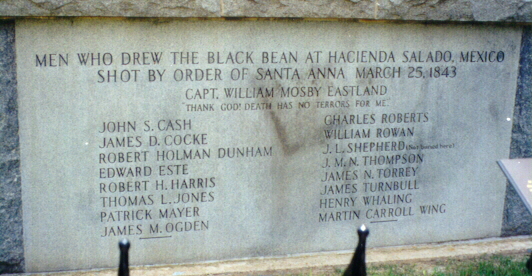 MEN WHO DREW THE BLACK BEAN AT HACIENDA SALADO, MEXICO
SHOT BY ORDER OF SANTA ANNA MARCH 25, 1843
CAPT. WILLIAM MOSBY EASTLAND
"THANK GOD! DEATH HAS NO TERRORS FOR ME."
JOHN S. CASH
JAMES D. COCKE
ROBERT HOLMAN DUNHAM
EDWARD ESTE
ROBERT H. HARRIS
THOMAS L. JONES
PATRICK MAYER
JAMES M. OGDEN
CHARLES ROBERTS
WILLIAM ROWAN
J. L. SHEPHERD
J. M. N. THOMPSON
JAMES N. TORREY
JAMES TURNBULL
HENRY WHALING
MARTIN CARROLL WING